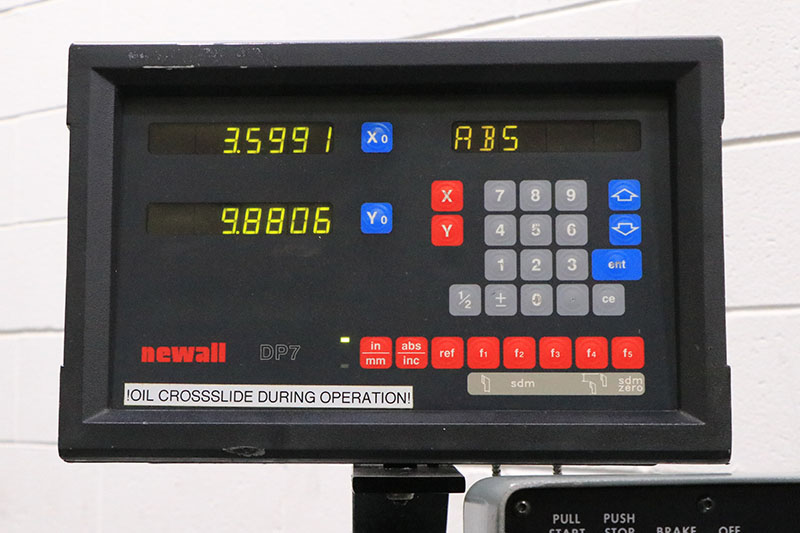 3.5991 X0 ABS
9.8806 Y0
X 7 8 9
Y 4 5 6
1 2 3 ent
1/2 ± 0 . ce
newall DP7
in/mm abs/inc ref f1 f2 f3 f4 f5
sdm sdm zero
!OIL CROSSSLIDE DURING OPERATION!
PULL PUSH
START STOP BRAKE OFF